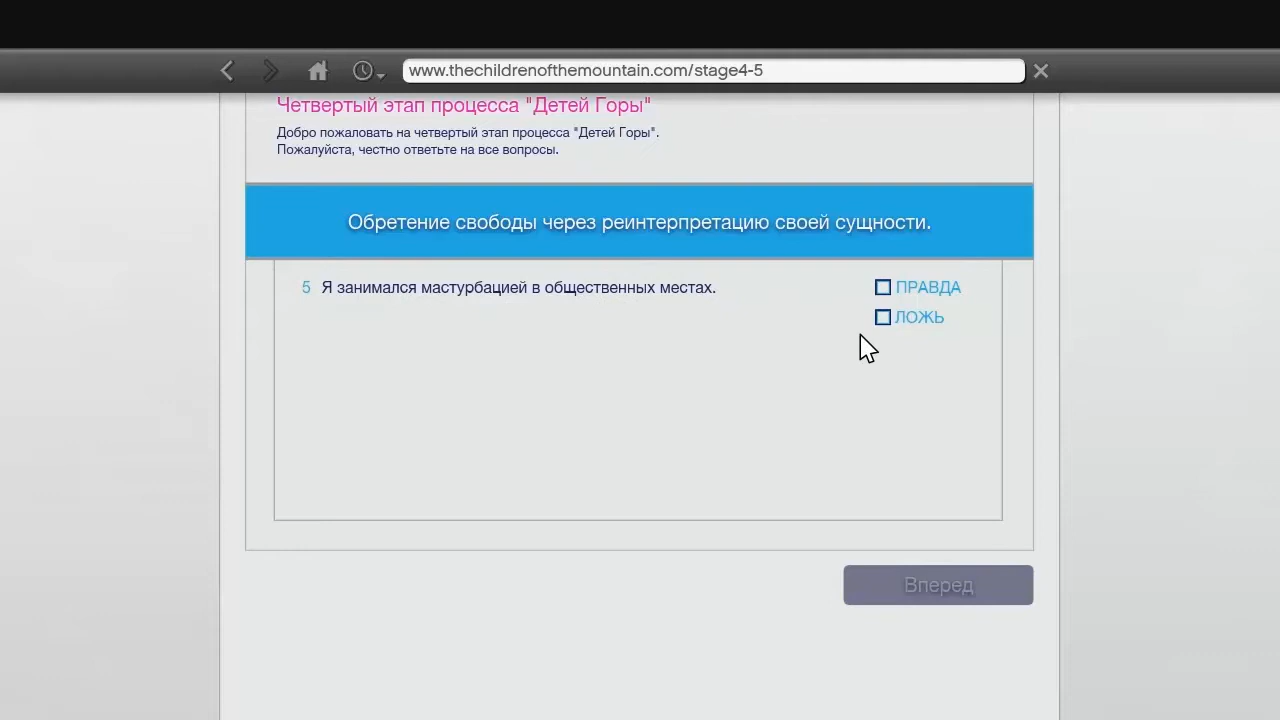 www.thechildrenofthemountain.com/stage4-5
Четвертый этап процесса "Детей Горы"
Добро пожаловать на четвертый этап процесса "Детей Горы".
Пожалуйста, честно ответьте на все вопросы.
Обретение свободы через реинтерпретацию своей сущности.
5 Я занимался мастурбацией в общественных местах.
ПРАВДА
ЛОЖЬ
Вперед